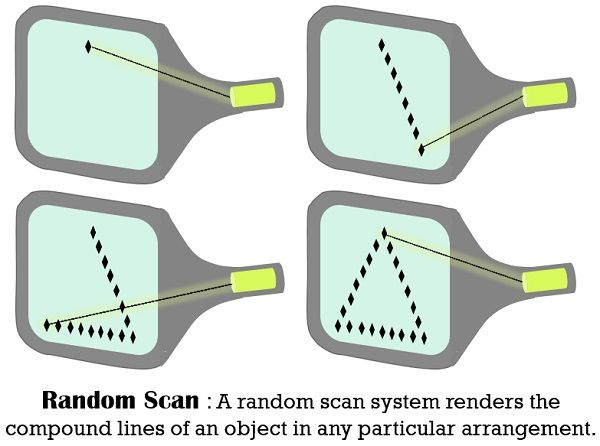 Random Scan : A random scan system renders the
compound lines of an object in any particular arrangement.